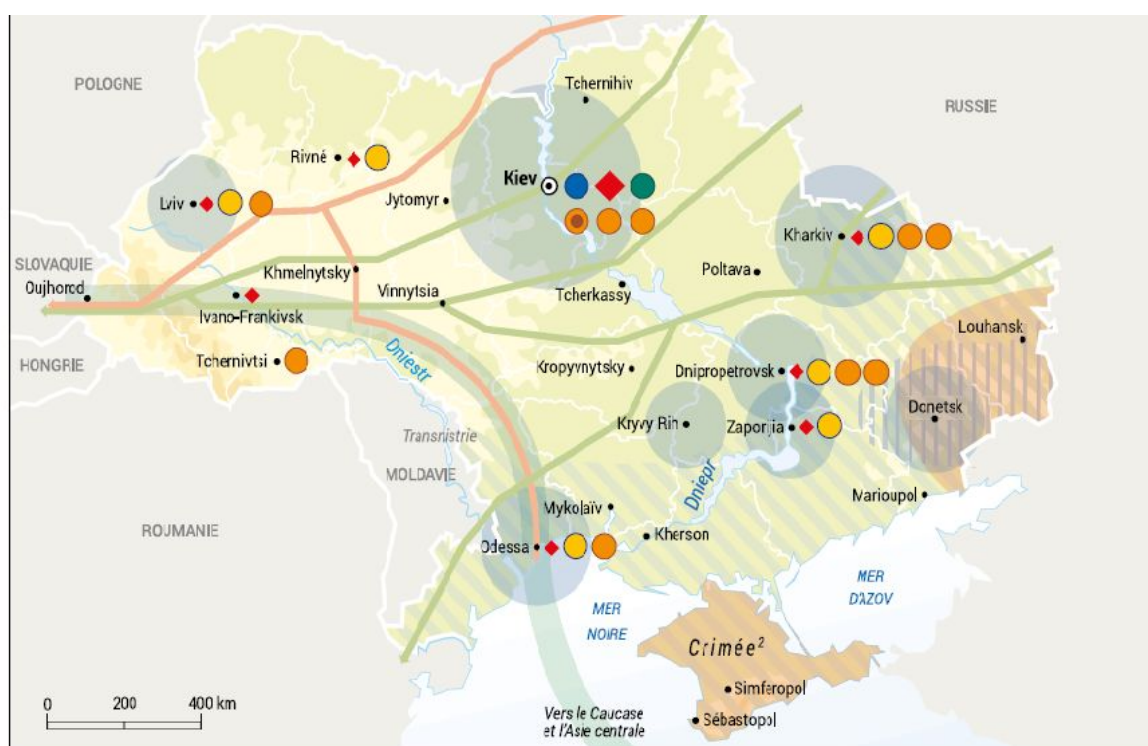 POLOGNE
Tchernihiv
RUSSIE
Rivné
Kiev
Lviv
Jytomyr
Kharkiv
SLOVAQUIE
Oujhorod
Khmelnytsky
Poltava
Vinnytsia
Tcherkassy
Ivano-Frankivsk
Louhansk
HONGRIE
Tchernivtsi
Dniestr
Kropyvnytsky
Dnipropetrovsk
Donetsk
Kryvy Rih
Zaporijia
Transnistrie
MOLDAVIE
Dniepr
Marioupol
Mykolaïv
ROUMANIE
Odessa
Kherson
MER
D'AZOV
MER
NOIRE
Crimée²
Simféropol
Sébastopol
0 200 400 km
Vers le Caucase
et l'Asie centrale